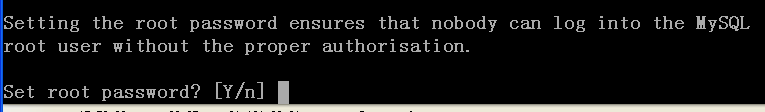 Setting the root password ensures that nobody can log into the MySQL
root user without the proper authorisation.
Set root password? [Y/n]